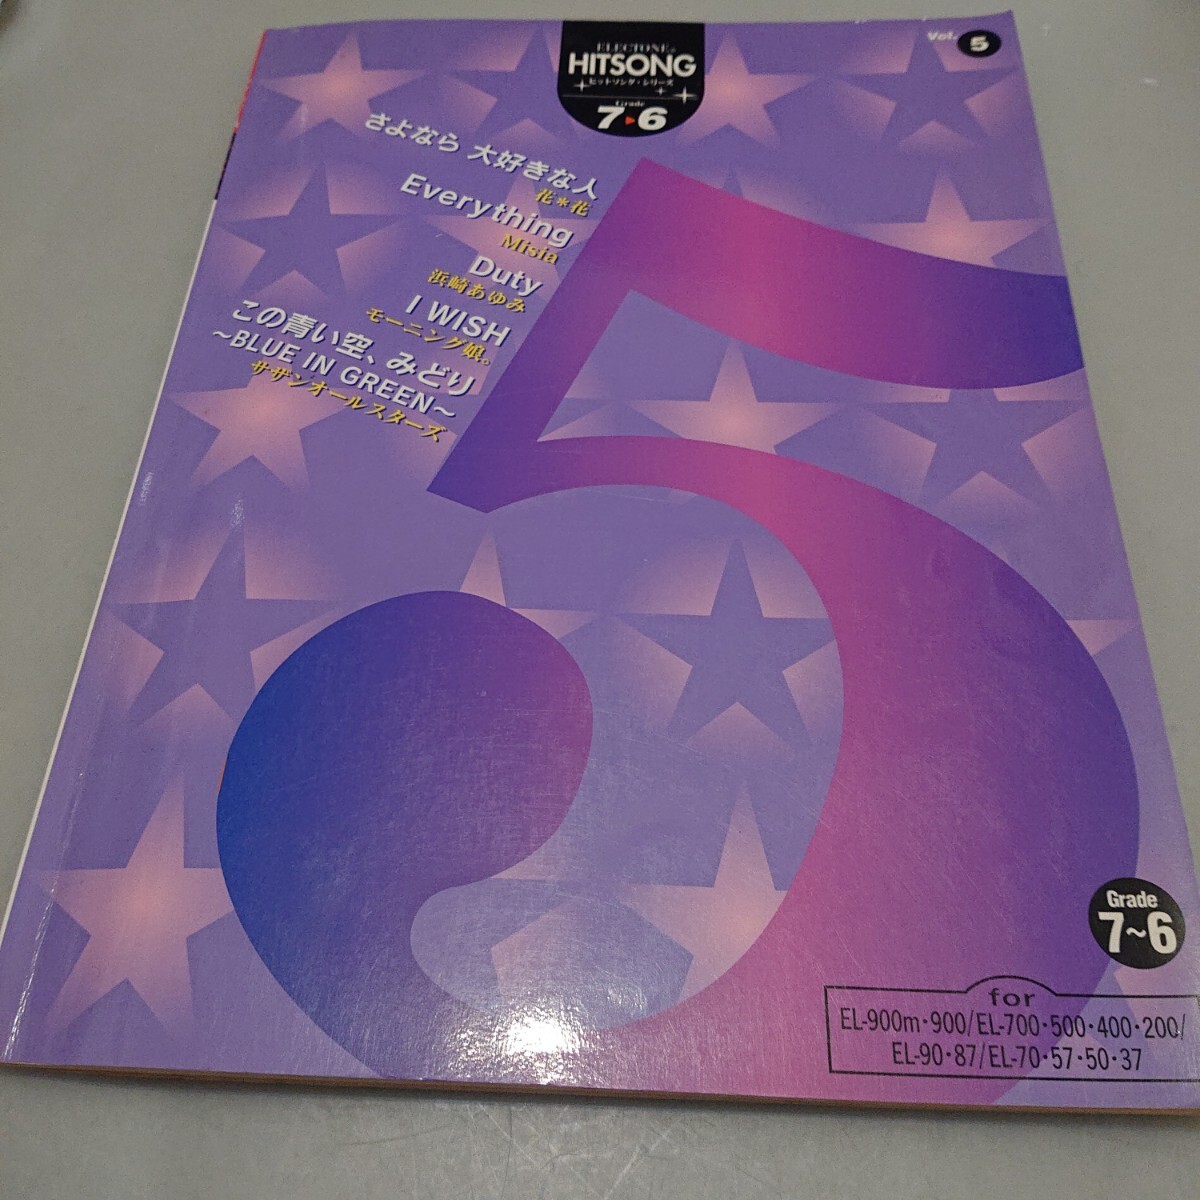 ELECTONE®
HITSONG
ヒットソング・シリーズ
Grade
7▸6
Vol. 5
さよなら 大好きな人
花*花
Everything
Misia
Duty
浜崎あゆみ
I WISH
モーニング娘。
この青い空、みどり
~BLUE IN GREEN~
サザンオールスターズ
5
Grade
7~6
for
EL-900m・900/EL-700・500・400・200/
EL-90・87/EL-70・57・50・37